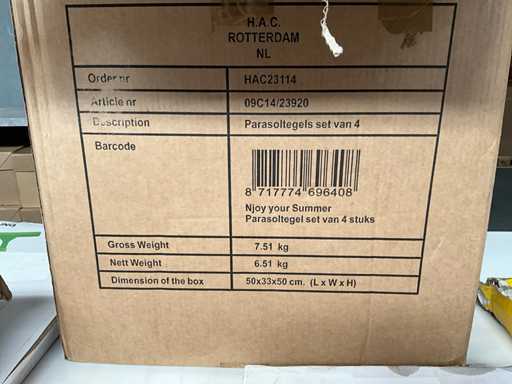 H.A.C.
ROTTERDAM
NL
Order nr HAC23114
Article nr 09C14/23920
Description Parasoltegels set van 4
Barcode
8 717774 696408
Njoy your Summer
Parasoltegel set van 4 stuks
Gross Weight 7.51 kg
Nett Weight 6.51 kg
Dimension of the box 50x33x50 cm. (L x W x H)